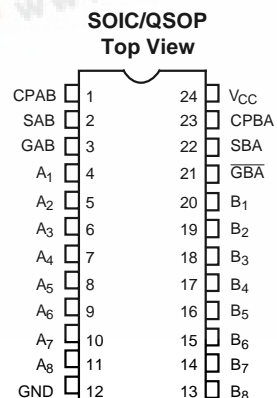 SOIC/QSOP
Top View
CPAB 1 24 VCC
SAB 2 23 CPBA
GAB 3 22 SBA
A1 4 21 G̅B̅A̅
A2 5 20 B1
A3 6 19 B2
A4 7 18 B3
A5 8 17 B4
A6 9 16 B5
A7 10 15 B6
A8 11 14 B7
GND 12 13 B8